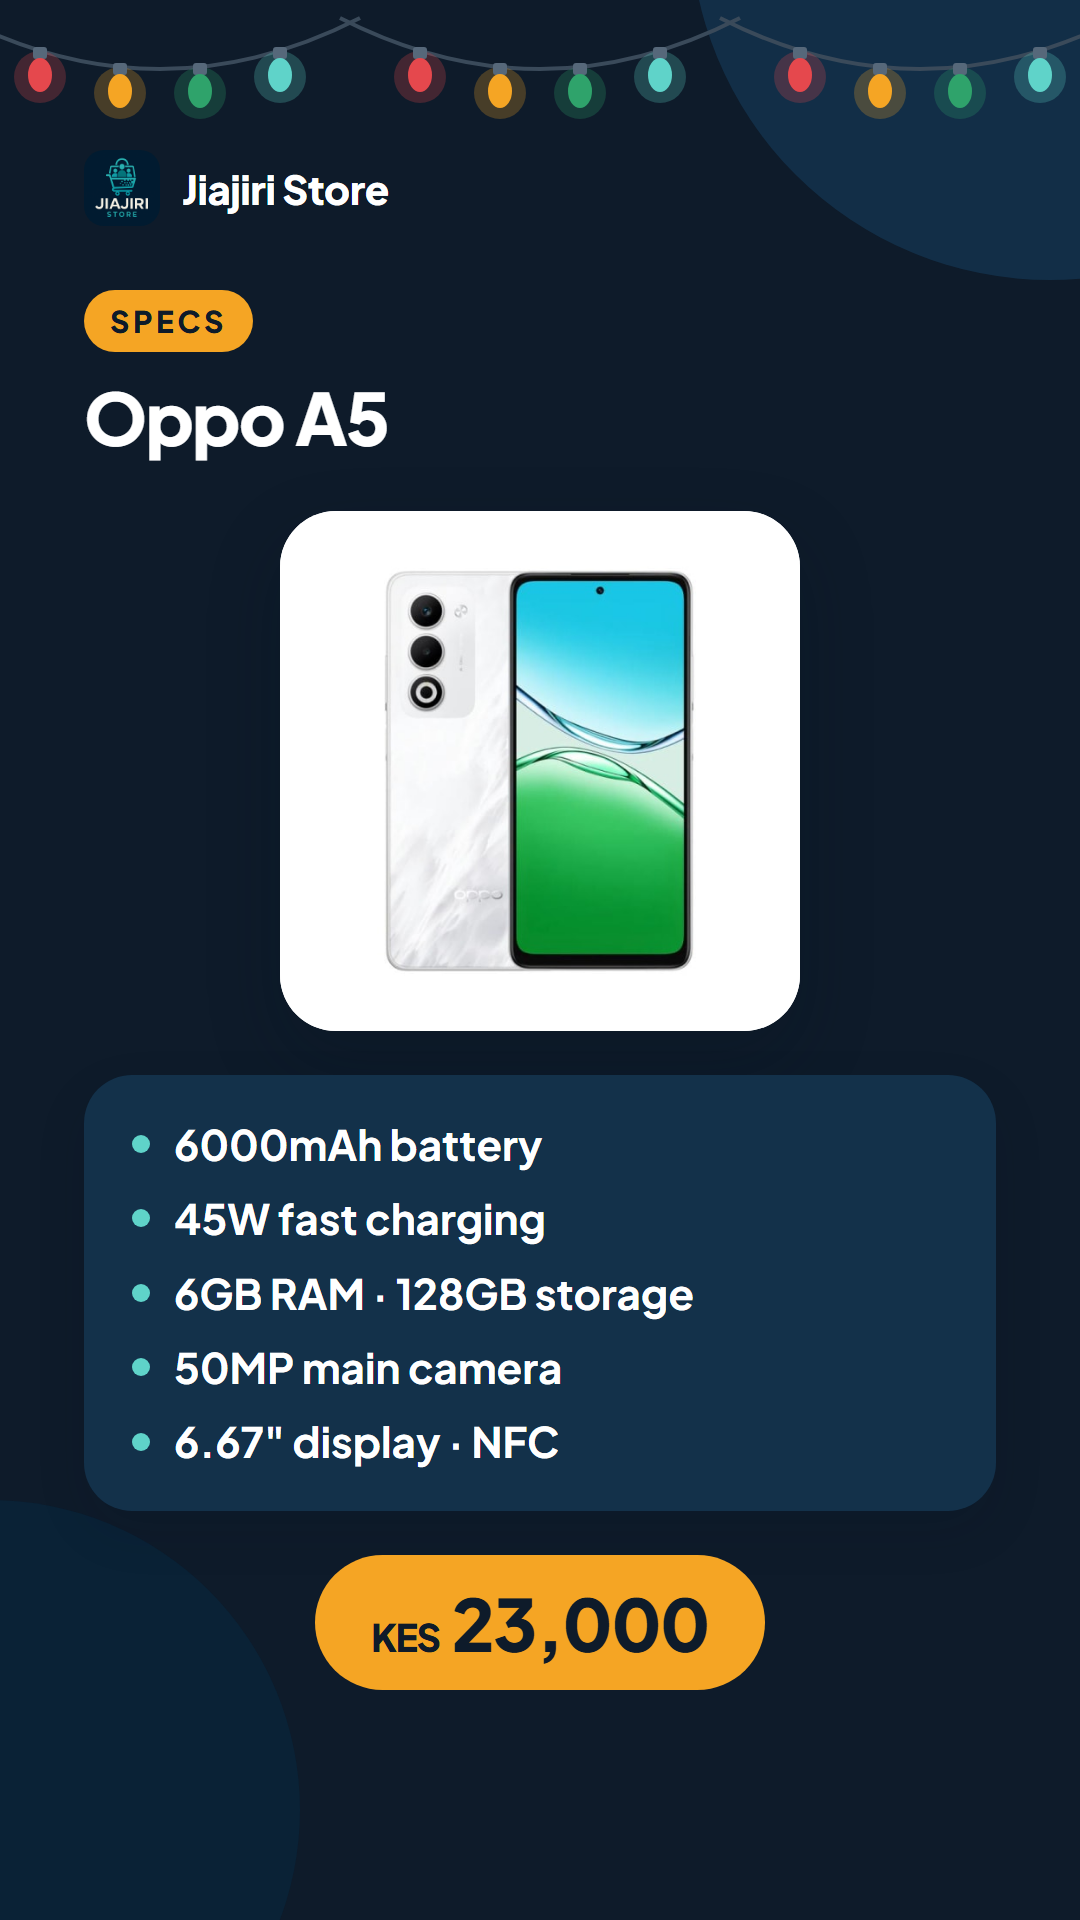 JIAJIRI
STORE
Jiajiri Store
SPECS
Oppo A5
oppo
6000mAh battery
45W fast charging
6GB RAM · 128GB storage
50MP main camera
6.67" display · NFC
KES 23,000